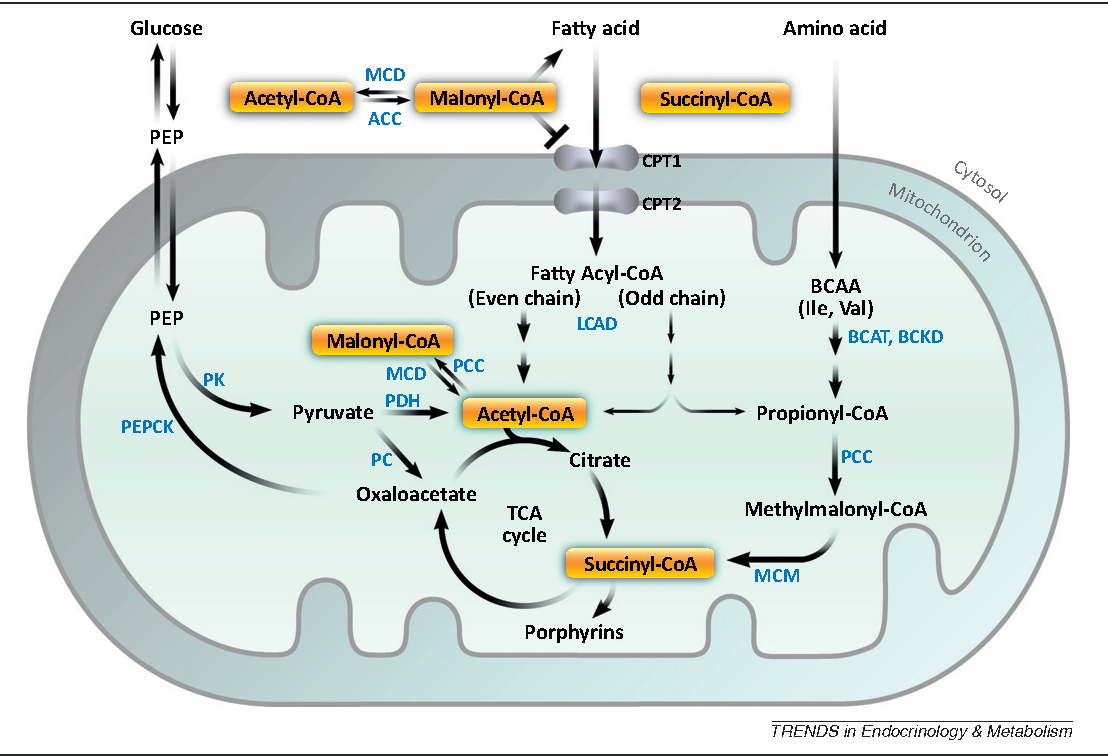 Glucose
Fatty acid
Amino acid
MCD
Acetyl-CoA
Malonyl-CoA
Succinyl-CoA
ACC
PEP
CPT1
Cytosol
Mitochondrion
CPT2
Fatty Acyl-CoA
(Even chain)
(Odd chain)
BCAA
(Ile, Val)
PEP
LCAD
BCAT, BCKD
Malonyl-CoA
PCC
MCD
PK
PDH
Pyruvate
Acetyl-CoA
Propionyl-CoA
PEPCK
PC
Citrate
PCC
Oxaloacetate
TCA
cycle
Methylmalonyl-CoA
Succinyl-CoA
MCM
Porphyrins
TRENDS in Endocrinology & Metabolism